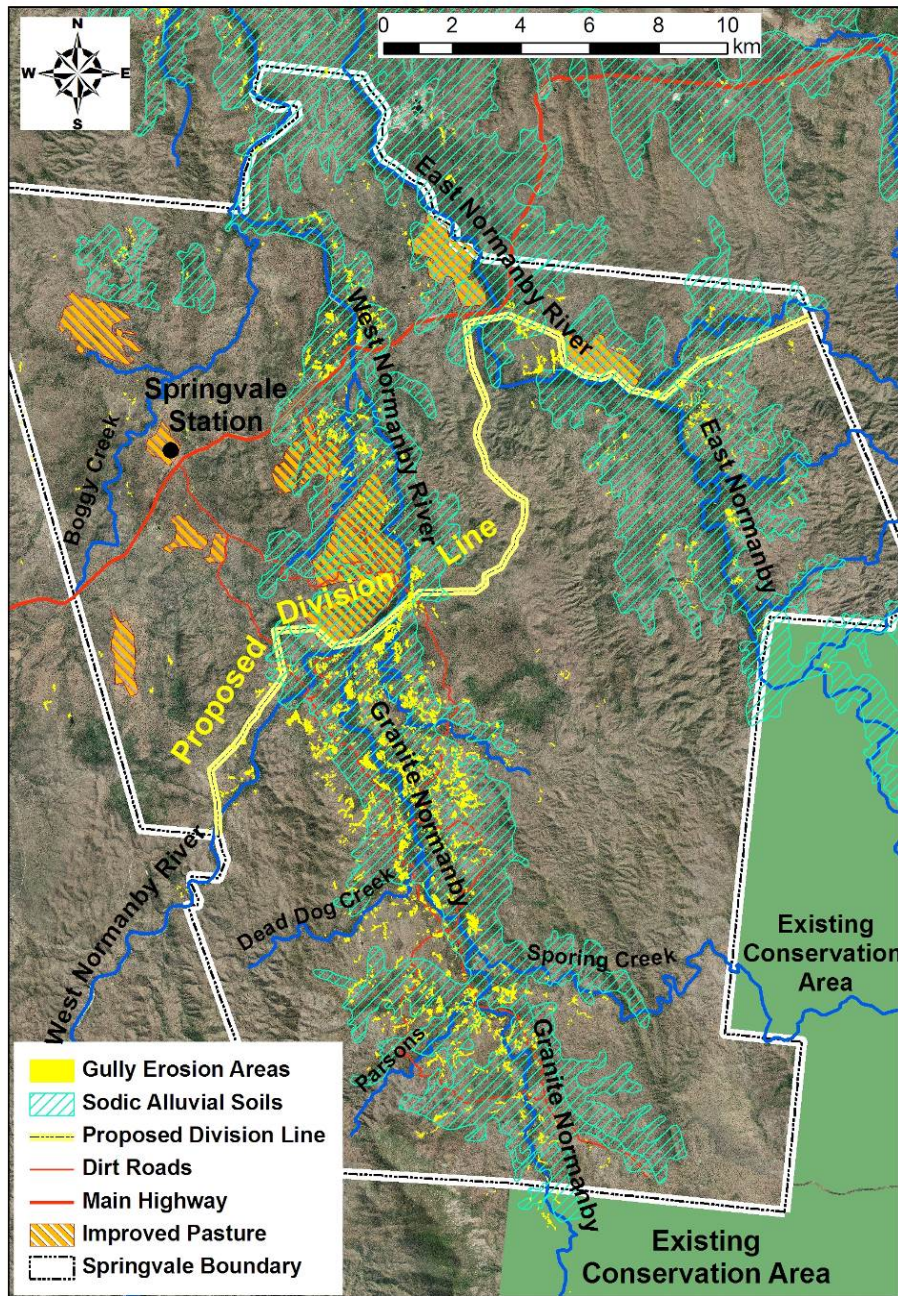 0 2 4 6 8 10
km
N
W E
S
East Normanby River
West Normanby River
Springvale
Station
Boggy Creek
East Normanby
Proposed Division Line
Granite Normanby
West Normanby River
Dead Dog Creek
Sporing Creek
Existing
Conservation
Area
Parsons
Granite Normanby
Gully Erosion Areas
Sodic Alluvial Soils
Proposed Division Line
Dirt Roads
Main Highway
Improved Pasture
Springvale Boundary
Existing
Conservation Area